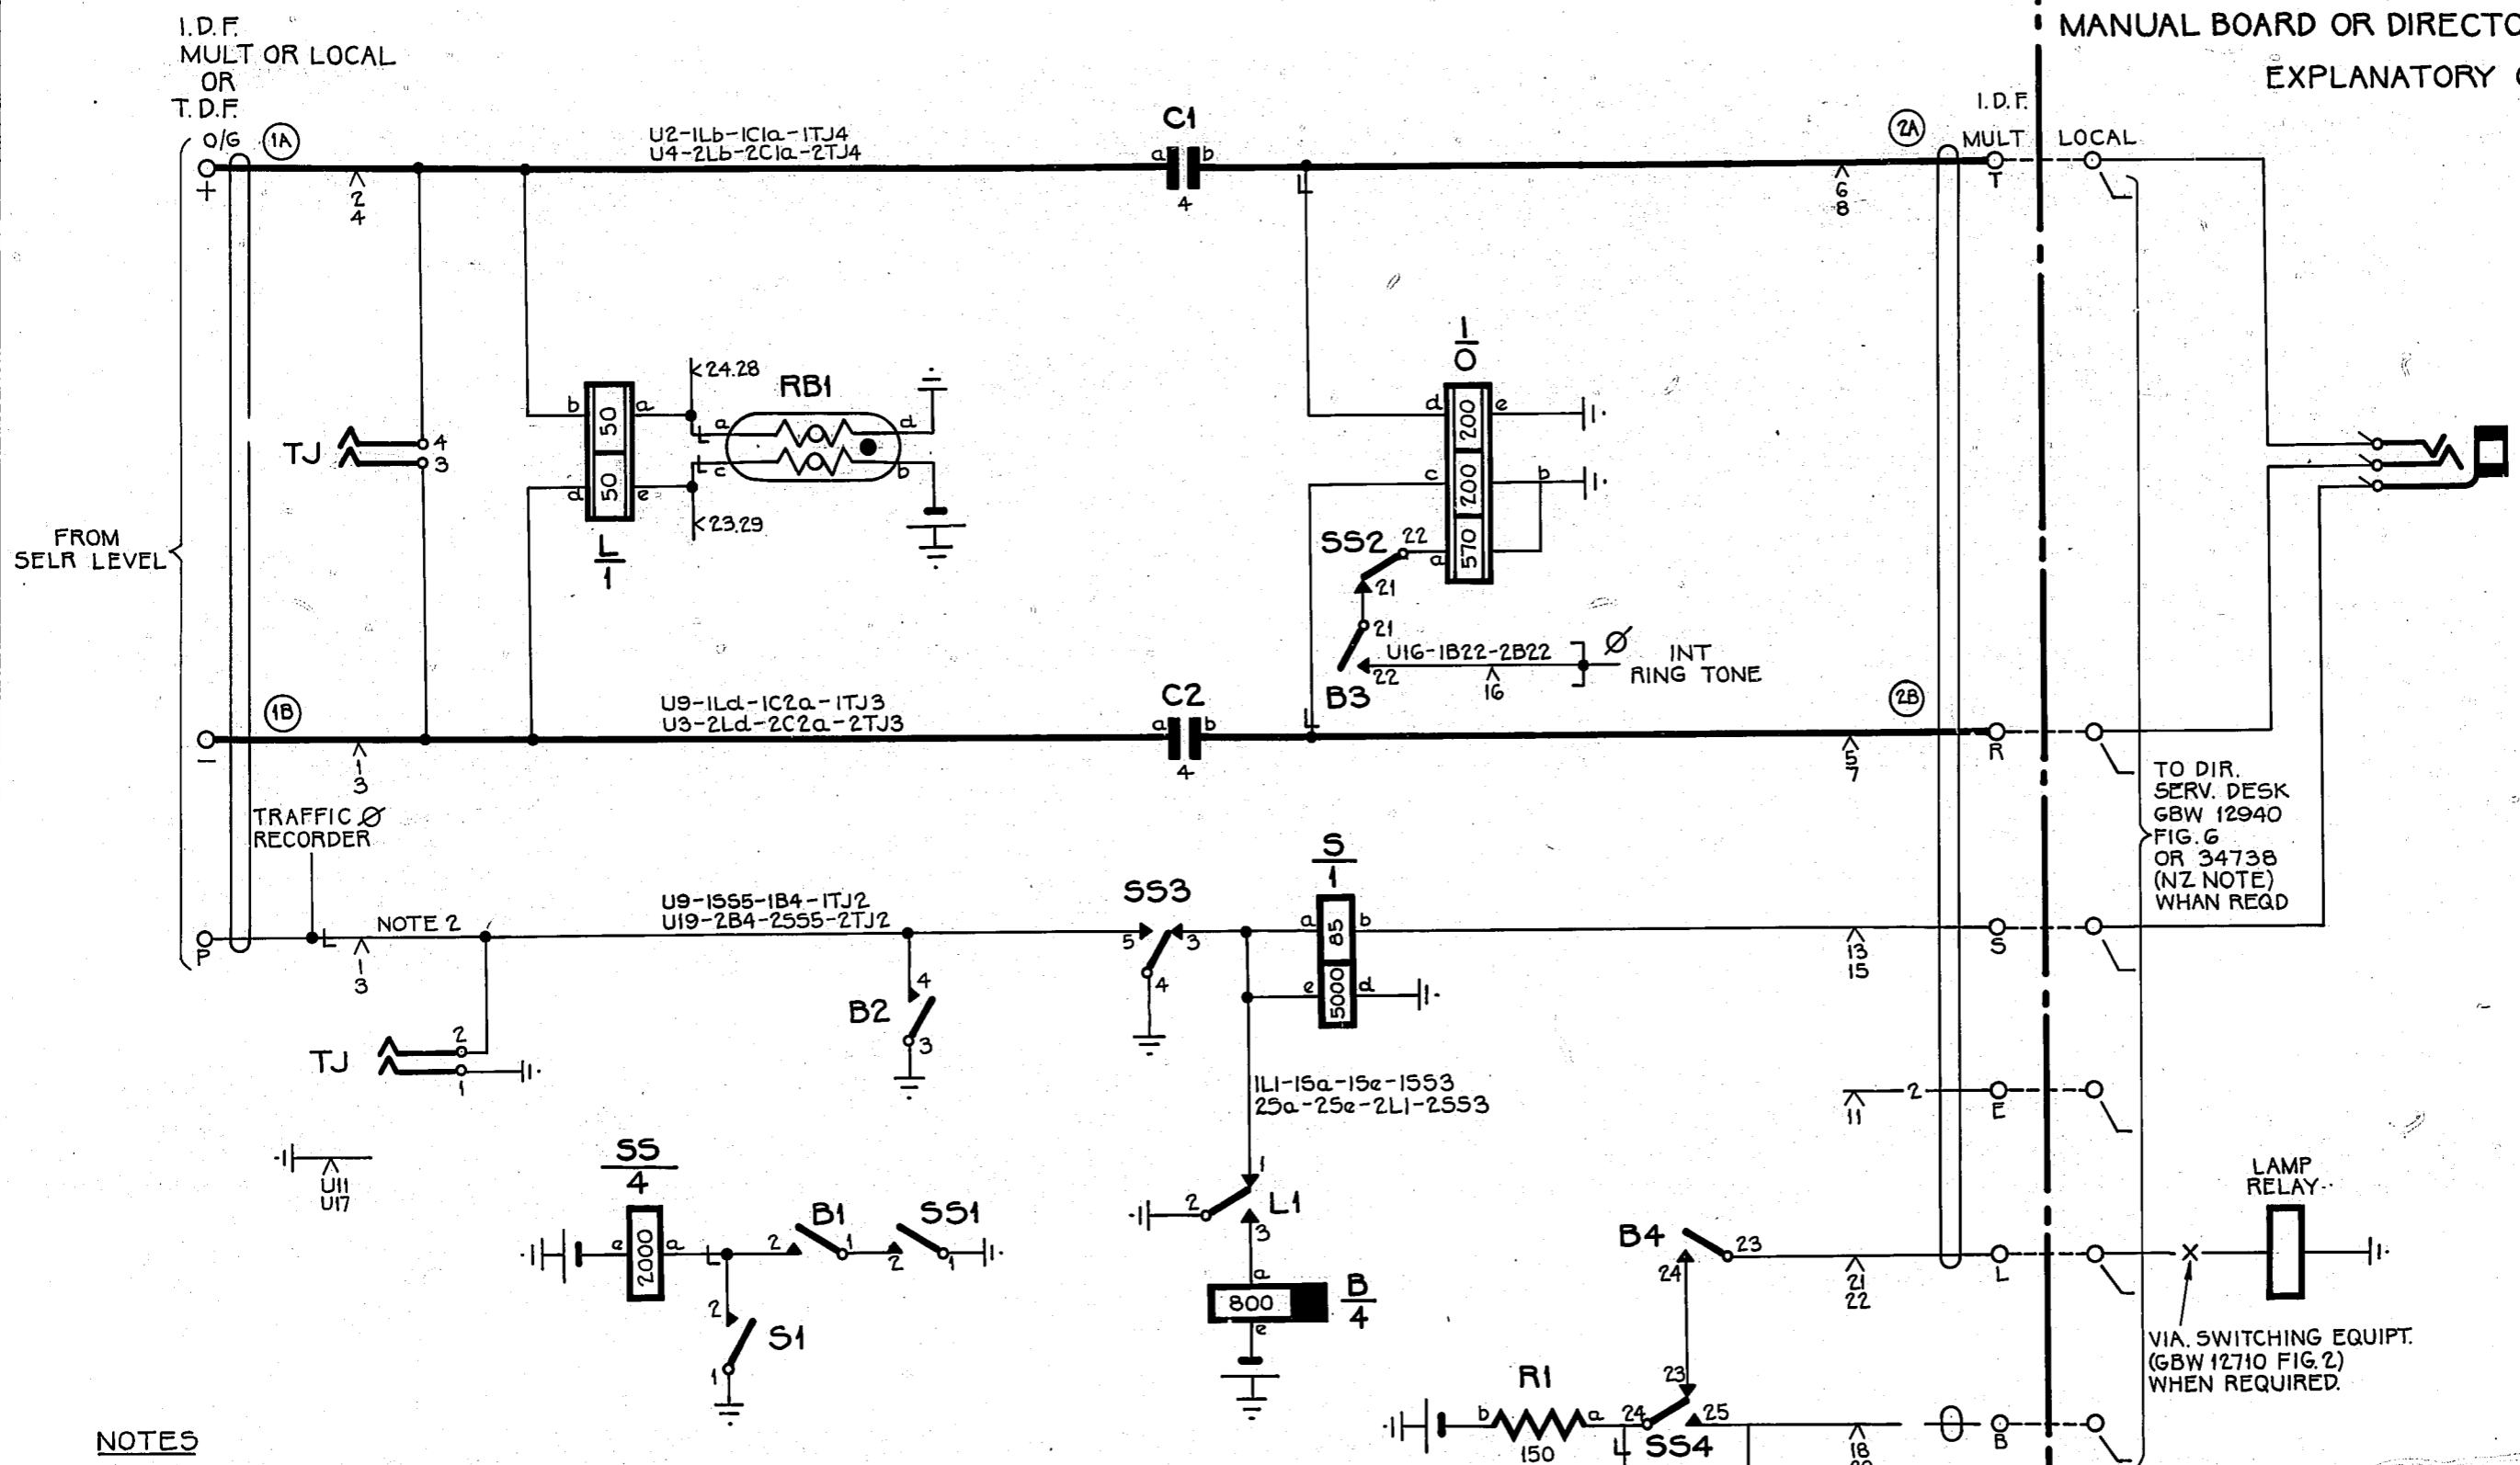 I.D.F.
MULT OR LOCAL
OR
T.D.F.
O/G
1A
+
2
4
U2-1Lb-1C1a-1TJ4
U4-2Lb-2C1a-2TJ4
C1
a
b
4
L
2A
6
8
I.D.F.
MULT
T
LOCAL
MANUAL BOARD OR DIRECTO
EXPLANATORY
FROM
SELR LEVEL
TJ
4
3
b
50
a
d
50
e
L
1
24.28
23.29
RB1
a
L
d
L
c
b
I
O
d
200
e
c
200
b
a
570
SS2
22
21
21
B3
22
U16-1B22-2B22
16
Ø
INT
RING TONE
1B
−
1
3
U9-1Ld-1C2a-1TJ3
U3-2Ld-2C2a-2TJ3
C2
a
b
4
L
2B
5
7
R
TO DIR.
SERV. DESK
GBW 12940
FIG. 6
OR 34738
(NZ NOTE)
WHAN REQD
TRAFFIC Ø
RECORDER
P
L
1
3
NOTE 2
U9-1SS5-1B4-1TJ2
U19-2B4-2SS5-2TJ2
SS3
5
3
4
S
1
a
85
b
e
5000
d
13
15
S
B2
4
3
TJ
2
1
1L1-1Sa-1Se-1SS3
2Sa-2Se-2L1-2SS3
11
2
E
U11
U17
SS
4
e
2000
a
L
B1
2
1
SS1
2
1
S1
2
1
L1
1
2
3
a
800
e
B
4
B4
23
24
21
22
L
LAMP
RELAY
X
VIA. SWITCHING EQUIPT.
(GBW 12710 FIG. 2)
WHEN REQUIRED.
R1
b
a
150
L
23
24
25
SS4
18
B
NOTES